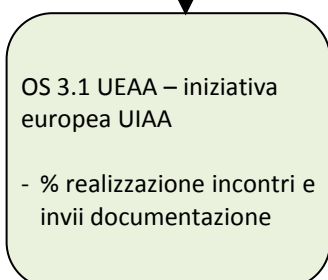 OS 3.1 UEAA – iniziativa
europea UIAA
- % realizzazione incontri e
invii documentazione